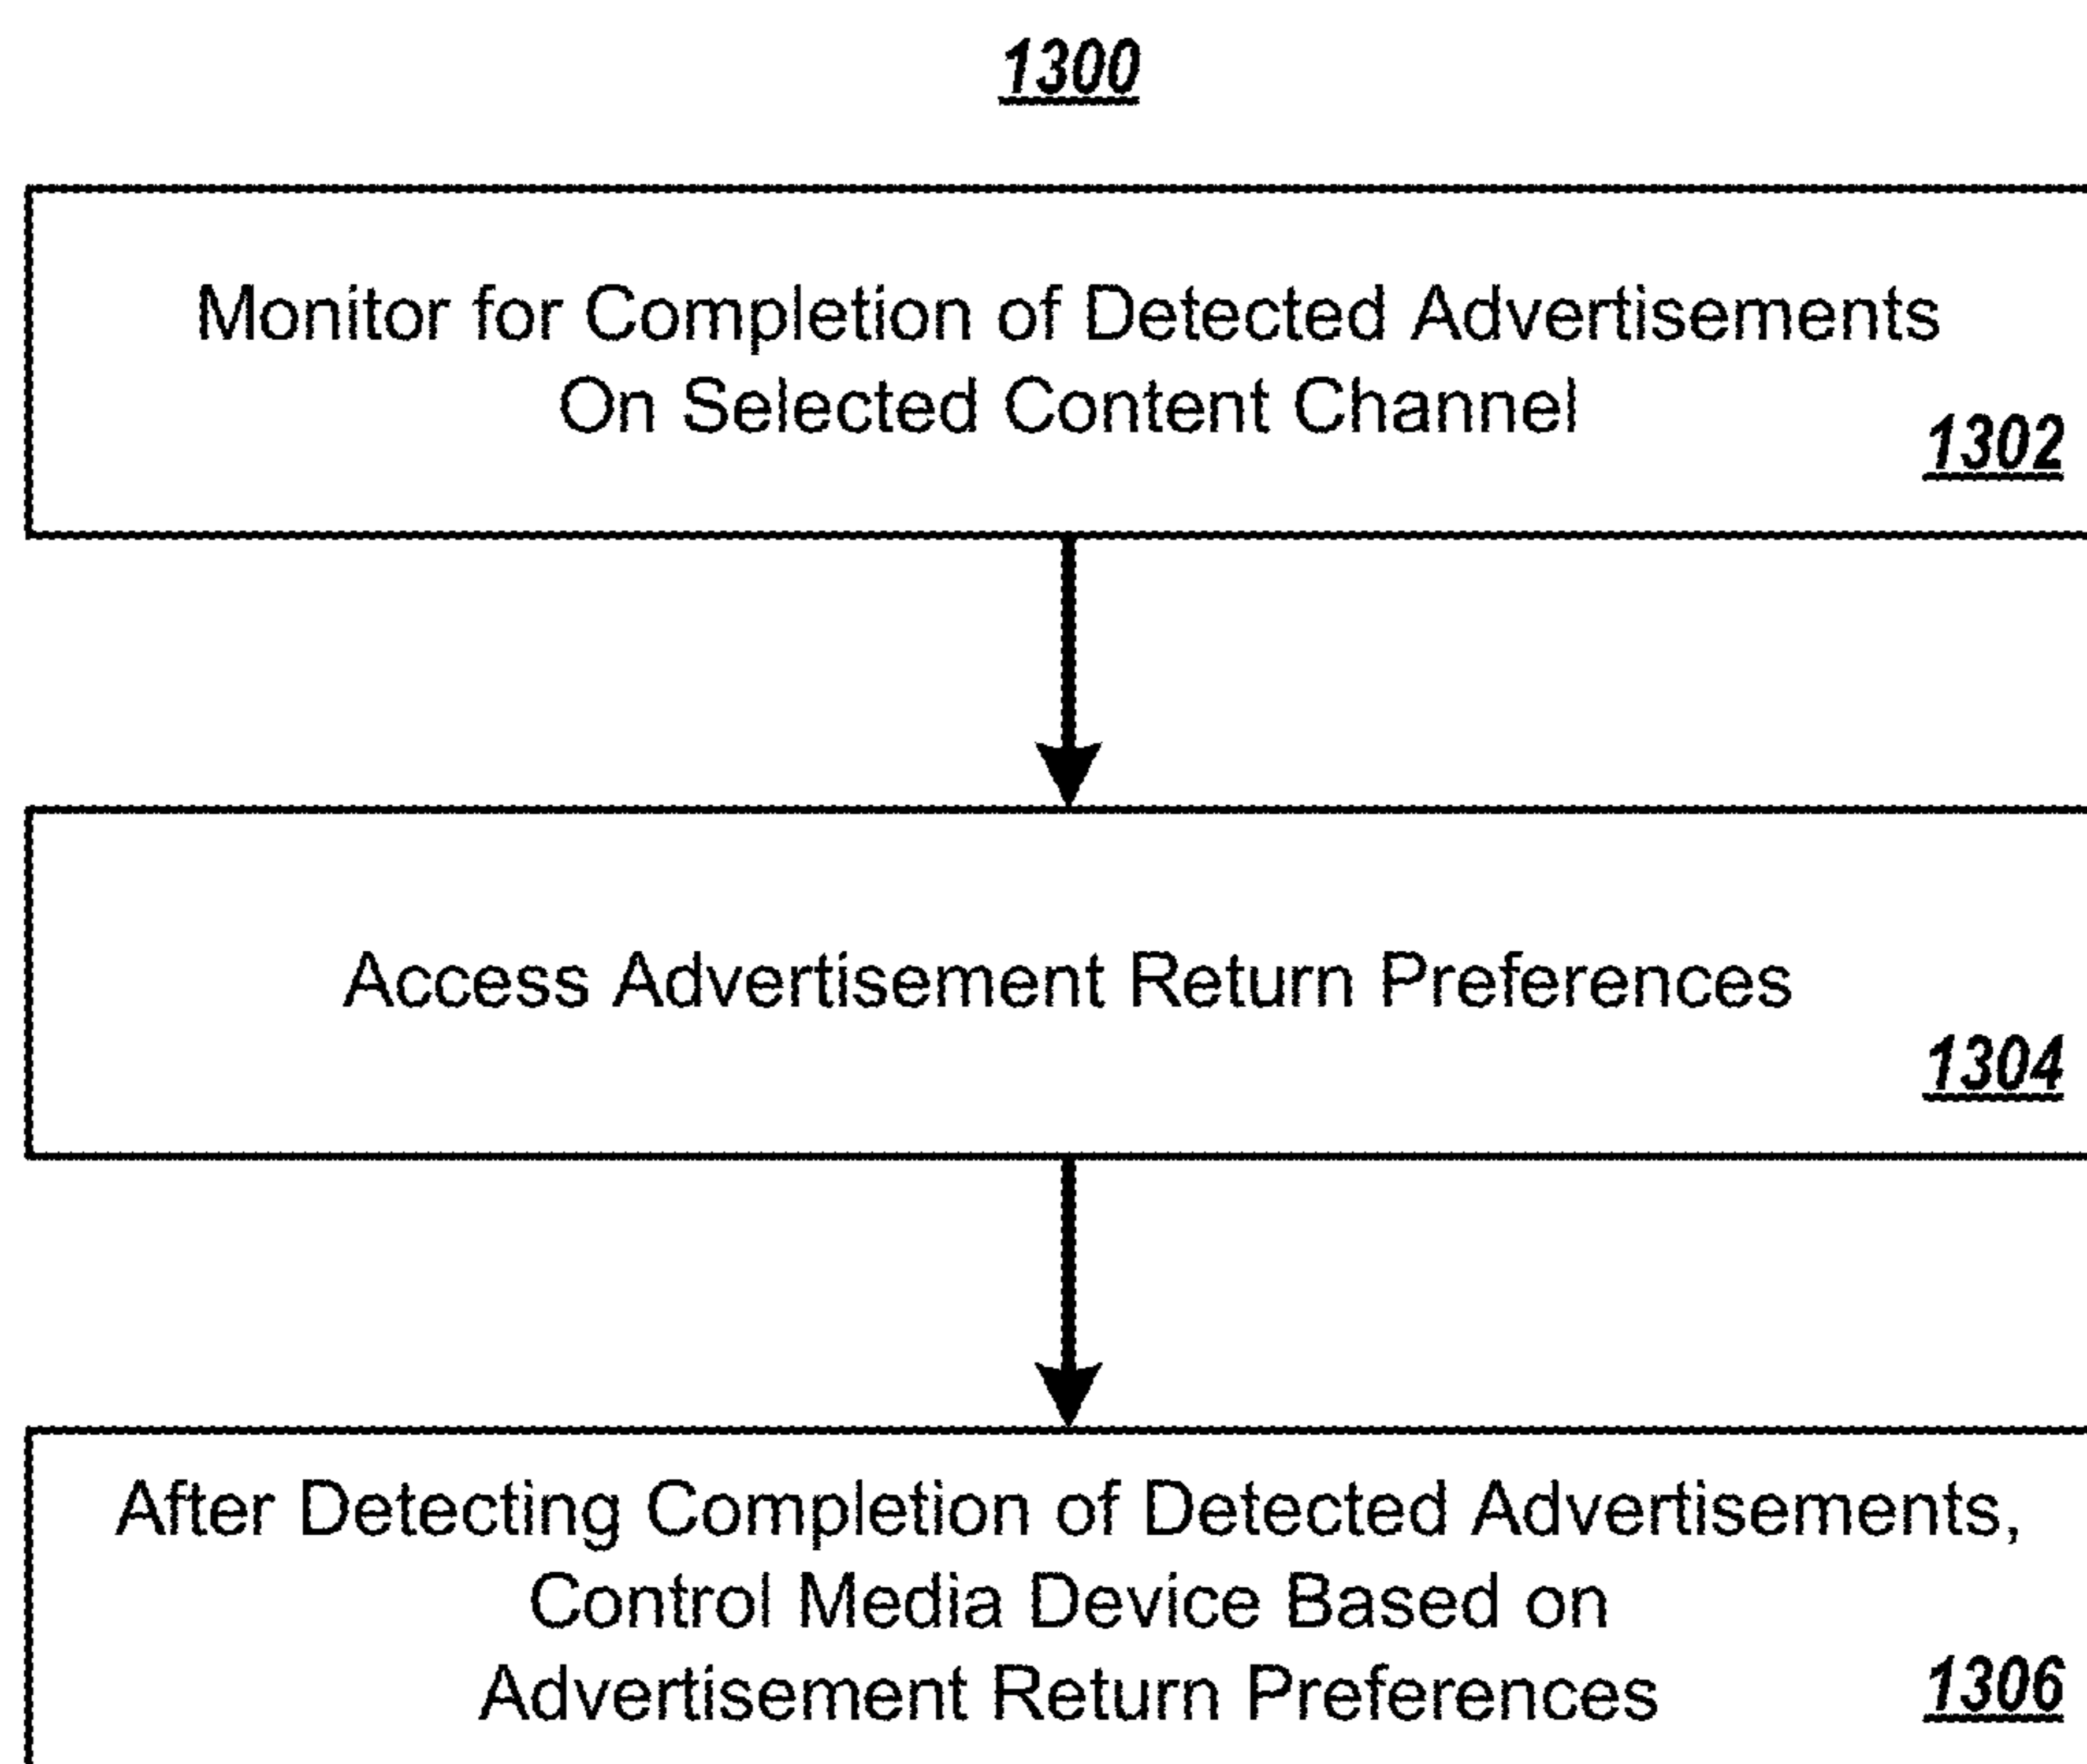 1300
Monitor for Completion of Detected Advertisements
On Selected Content Channel
1302
Access Advertisement Return Preferences
1304
After Detecting Completion of Detected Advertisements,
Control Media Device Based on
Advertisement Return Preferences
1306